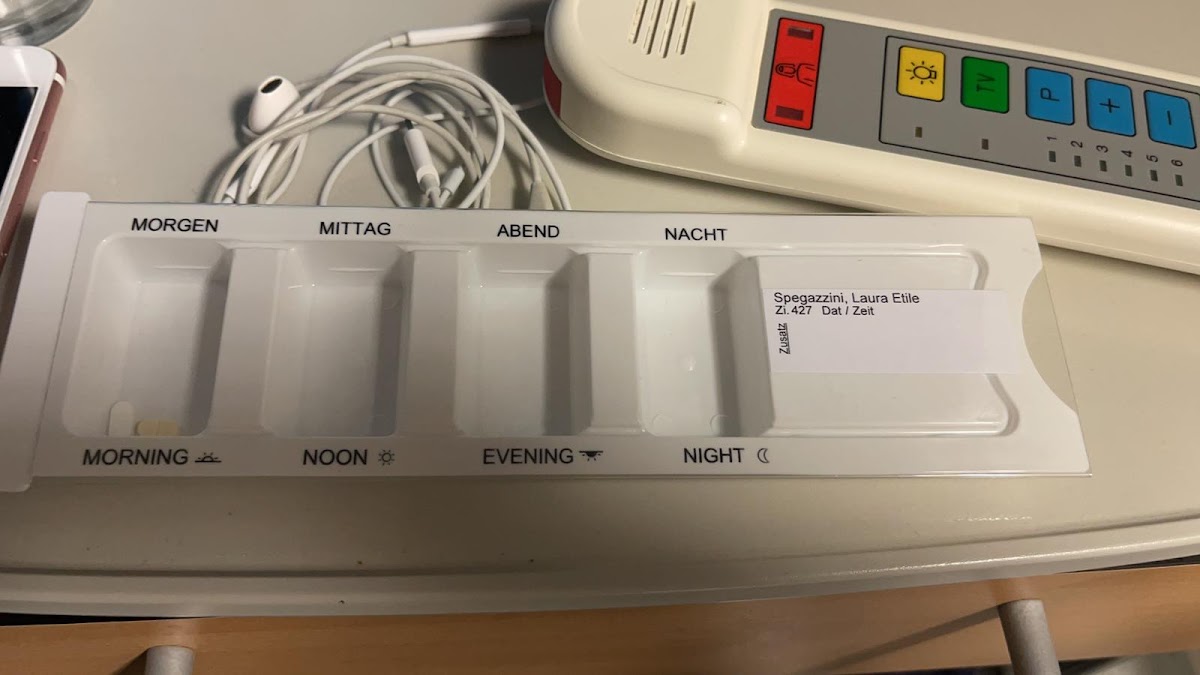 TV
P
+
-
1
2
3
4
5
6
MORGEN
MITTAG
ABEND
NACHT
Spegazzini, Laura Etile
Zi. 427 Dat / Zeit
Zusatz
MORNING
NOON
EVENING
NIGHT